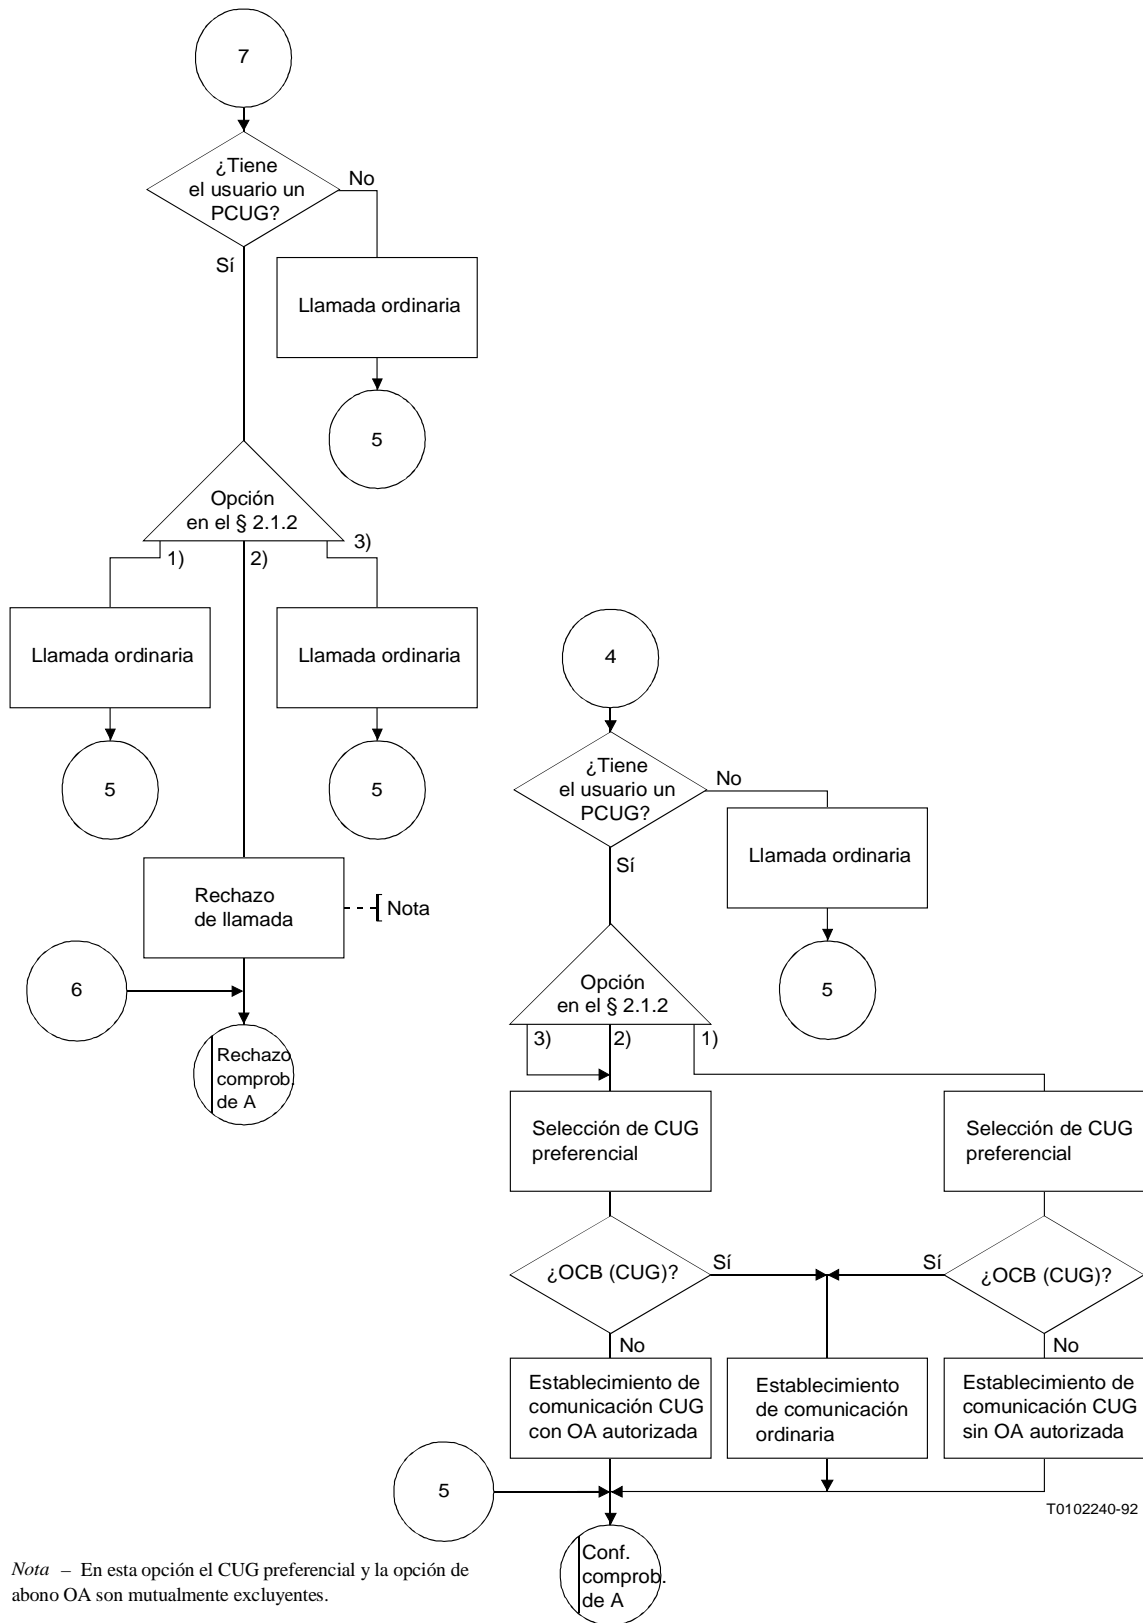 7
¿Tiene
el usuario un
PCUG?
No
Sí
Llamada ordinaria
5
Opción
en el § 2.1.2
1)
2)
3)
Llamada ordinaria
Llamada ordinaria
5
5
Rechazo
de llamada
Nota
6
Rechazo
comprob.
de A
4
¿Tiene
el usuario un
PCUG?
No
Sí
Llamada ordinaria
5
Opción
en el § 2.1.2
3)
2)
1)
Selección de CUG
preferencial
Selección de CUG
preferencial
¿OCB (CUG)?
Sí
Sí
¿OCB (CUG)?
No
No
Establecimiento de
comunicación CUG
con OA autorizada
Establecimiento
de comunicación
ordinaria
Establecimiento de
comunicación CUG
sin OA autorizada
5
T0102240-92
Conf.
comprob.
de A
Nota – En esta opción el CUG preferencial y la opción de
abono OA son mutualmente excluyentes.